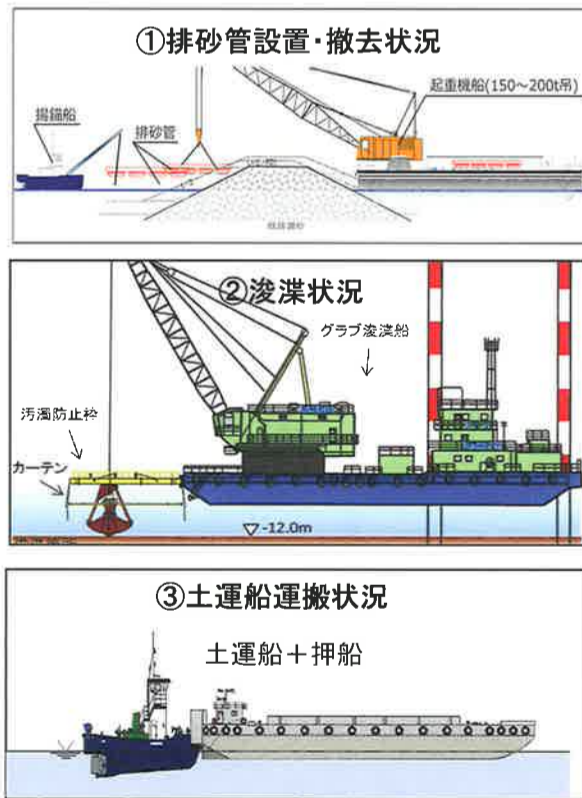 ①排砂管設置・撤去状況
起重機船(150～200t吊)
揚錨船
排砂管
②浚渫状況
グラブ浚渫船
汚濁防止枠
カーテン
▽-12.0m
③土運船運搬状況
土運船＋押船